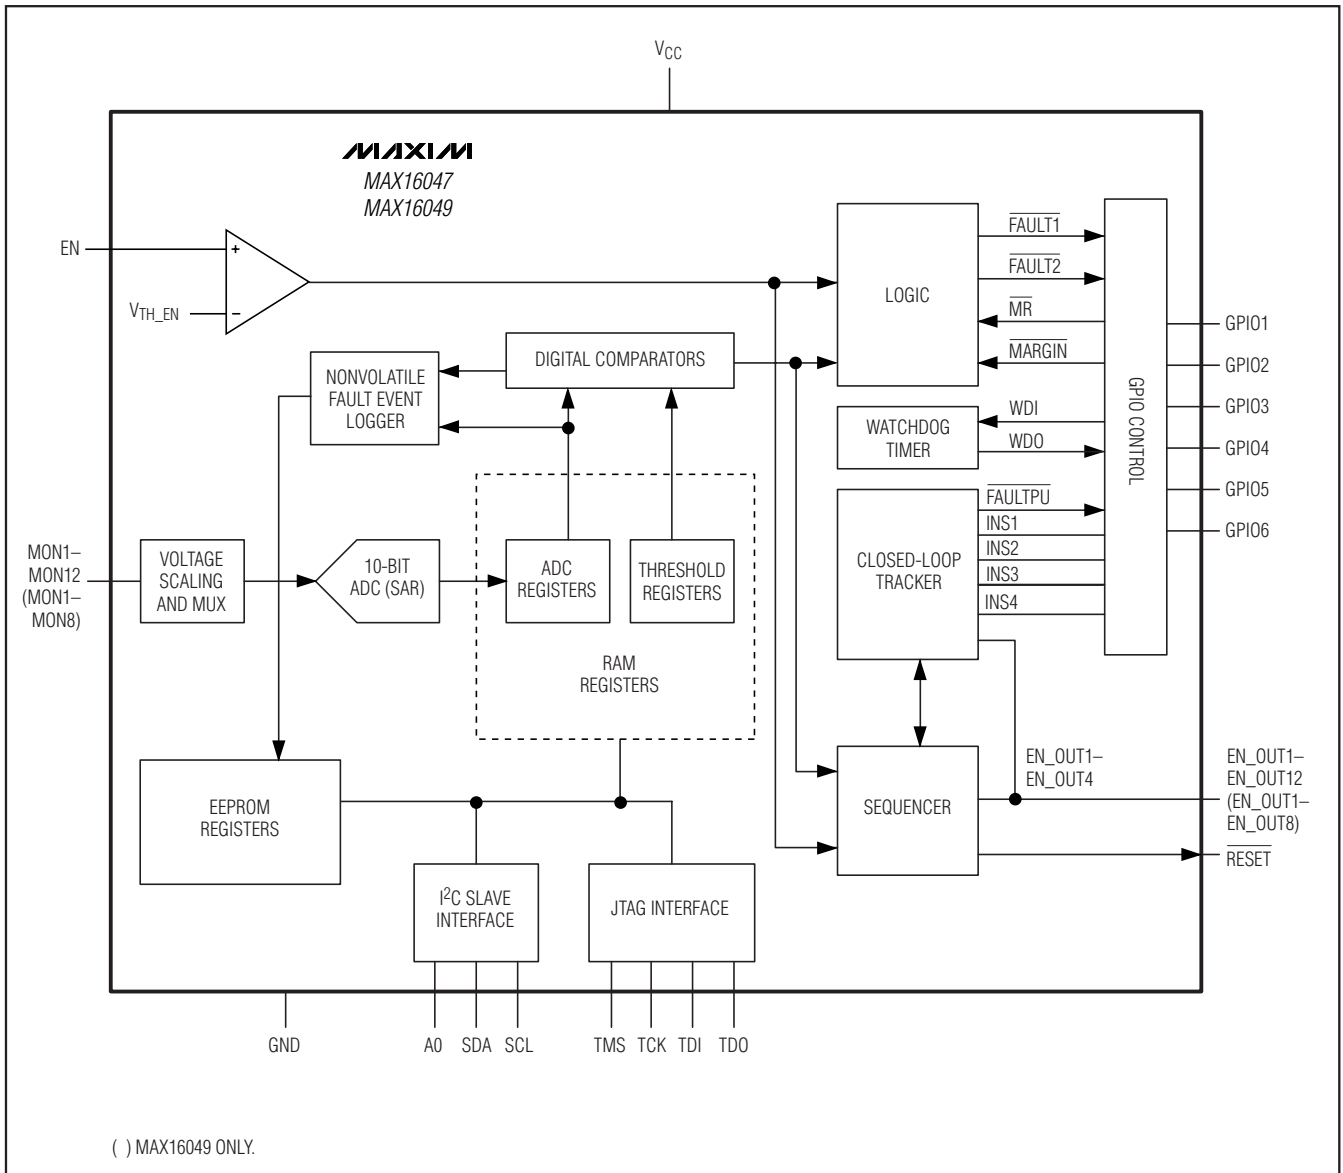 VCC
MAXIM
MAX16047
MAX16049
EN
+
VTH_EN
–
LOGIC
FAULT1
FAULT2
MR
MARGIN
DIGITAL COMPARATORS
NONVOLATILE
FAULT EVENT
LOGGER
WATCHDOG
TIMER
WDI
WDO
GPIO CONTROL
GPIO1
GPIO2
GPIO3
GPIO4
GPIO5
GPIO6
MON1–
MON12
(MON1–
MON8)
VOLTAGE
SCALING
AND MUX
10-BIT
ADC (SAR)
ADC
REGISTERS
THRESHOLD
REGISTERS
RAM
REGISTERS
CLOSED-LOOP
TRACKER
FAULTPU
INS1
INS2
INS3
INS4
EEPROM
REGISTERS
SEQUENCER
EN_OUT1–
EN_OUT4
EN_OUT1–
EN_OUT12
(EN_OUT1–
EN_OUT8)
RESET
I2C SLAVE
INTERFACE
JTAG INTERFACE
GND
A0
SDA
SCL
TMS
TCK
TDI
TDO
( ) MAX16049 ONLY.